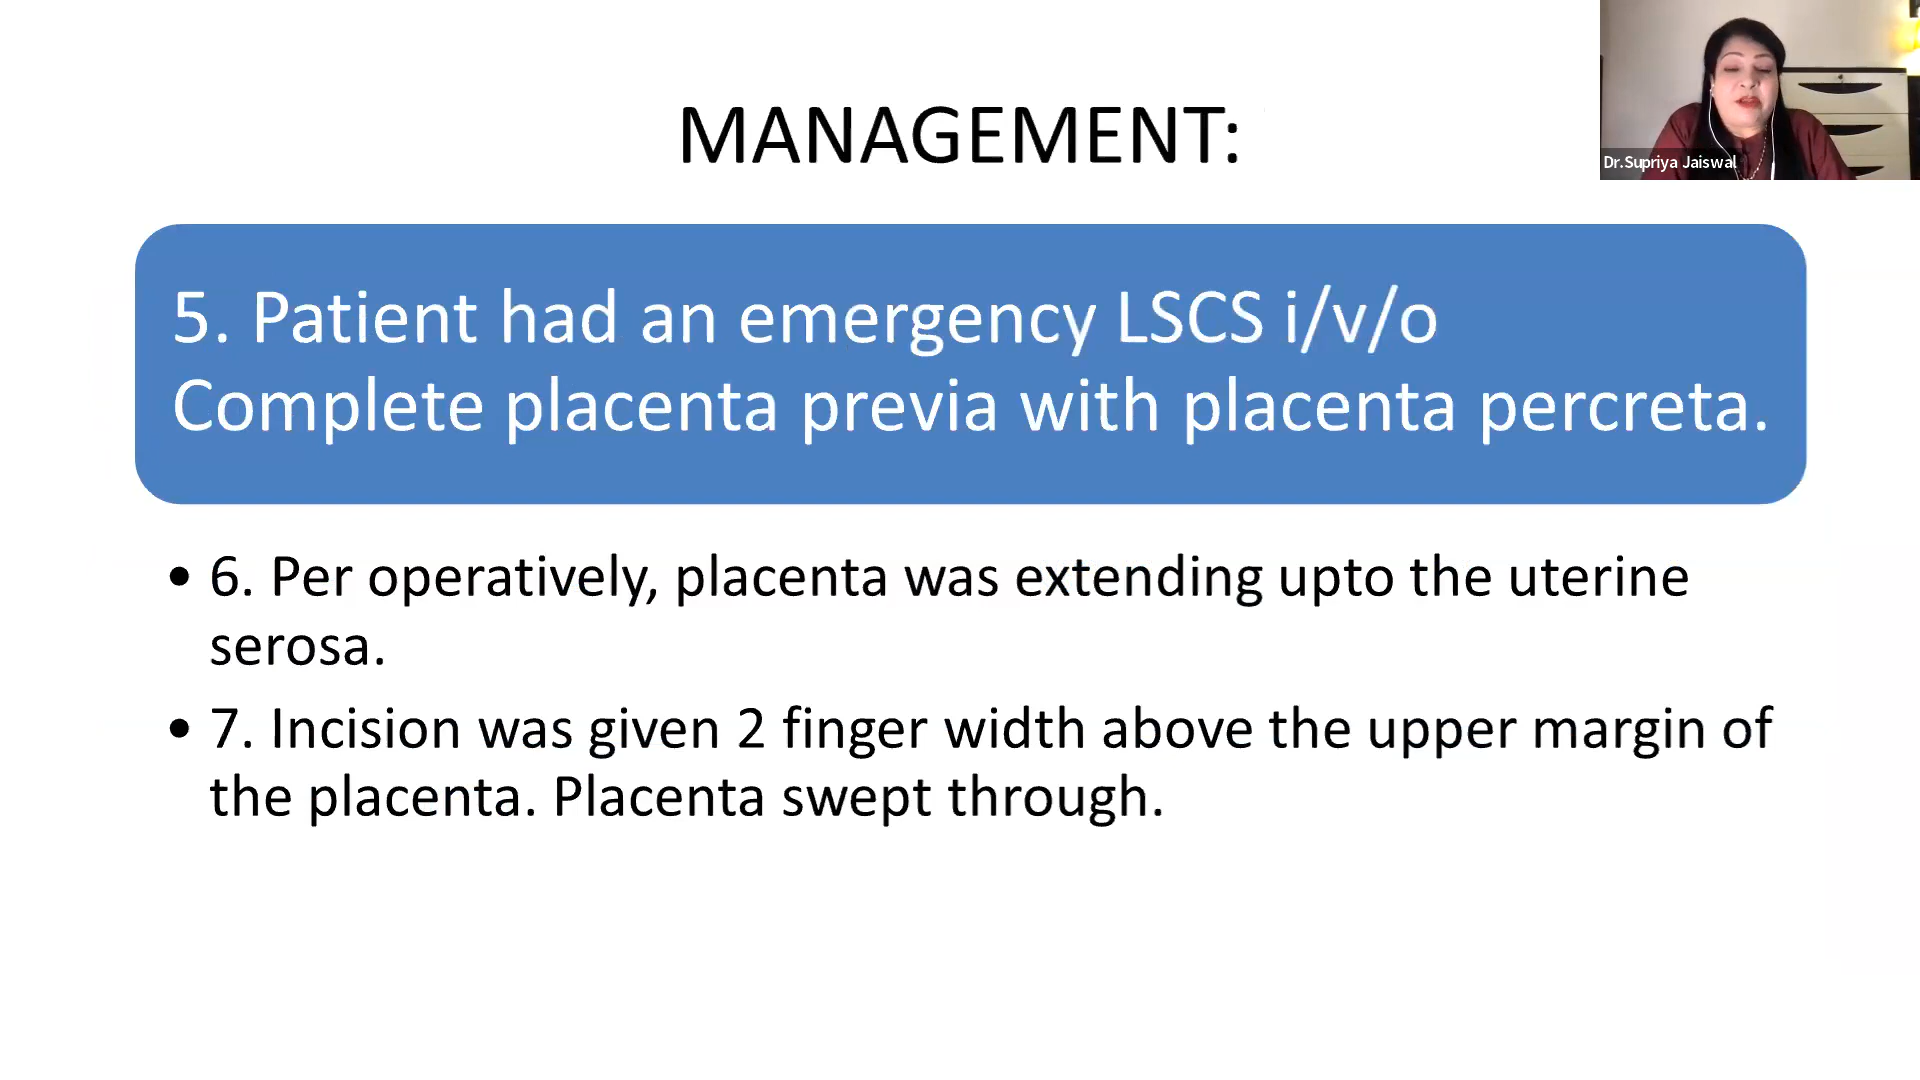 MANAGEMENT:
Dr.Supriya Jaiswal
5. Patient had an emergency LSCS i/v/o
Complete placenta previa with placenta percreta.
• 6. Per operatively, placenta was extending upto the uterine
serosa.
• 7. Incision was given 2 finger width above the upper margin of
the placenta. Placenta swept through.